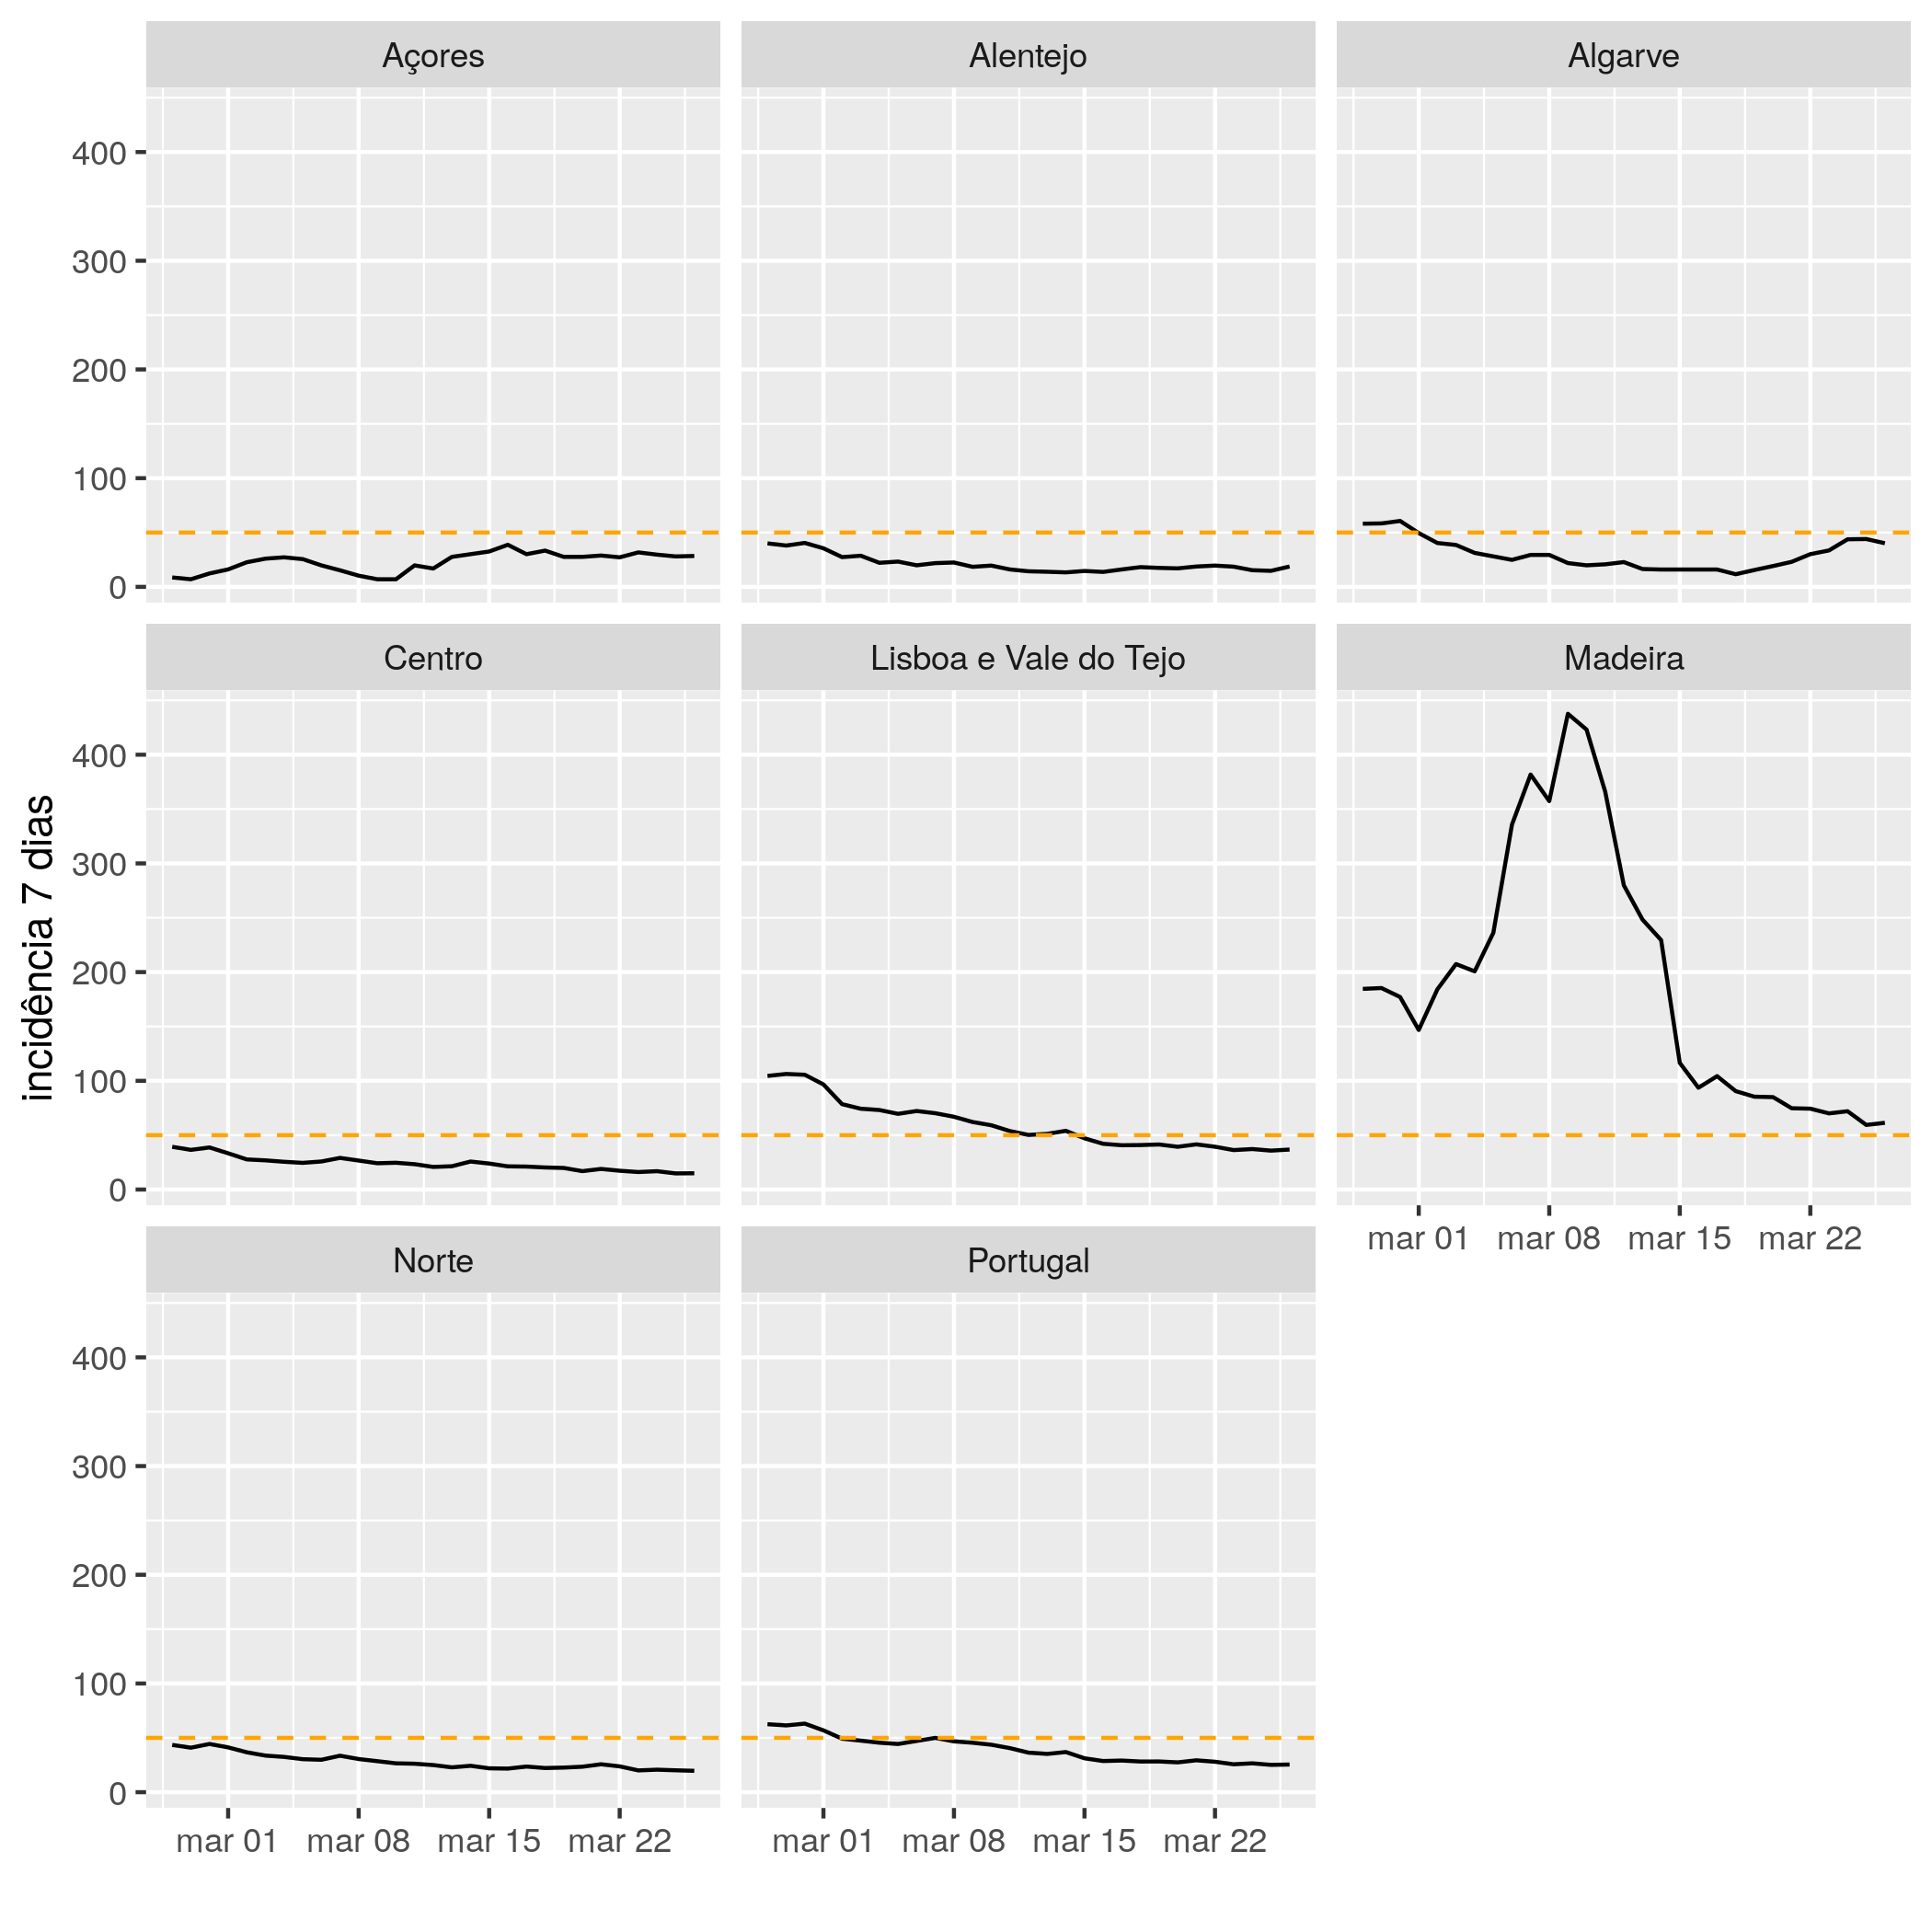 Açores
Alentejo
Algarve
400
300
200
100
0
Centro
Lisboa e Vale do Tejo
Madeira
incidência 7 dias
400
300
200
100
0
mar 01 mar 08 mar 15 mar 22
Norte
Portugal
400
300
200
100
0
mar 01 mar 08 mar 15 mar 22
mar 01 mar 08 mar 15 mar 22